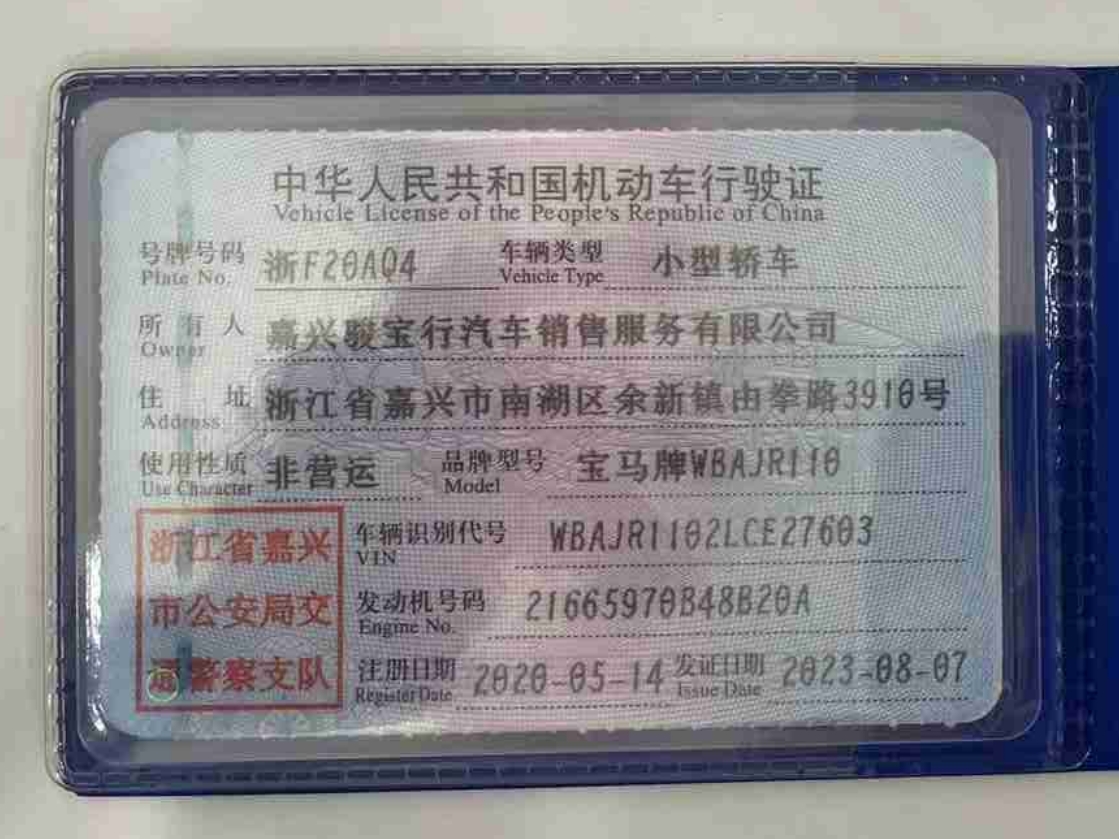 中华人民共和国机动车行驶证
Vehicle License of the People's Republic of China
号牌号码 浙F20AQ4 车辆类型 小型轿车
Plate No. Vehicle Type
所有人 嘉兴骏宝行汽车销售服务有限公司
Owner
住址 浙江省嘉兴市南湖区余新镇由拳路3910号
Address
使用性质 非营运 品牌型号 宝马牌WBAJR110
Use Character Model
浙江省嘉兴 车辆识别代号 WBAJR1102LCE27603
VIN
市公安局交 发动机号码 21665970B48B20A
Engine No.
通警察支队 注册日期 2020-05-14 发证日期 2023-08-07
Register Date Issue Date